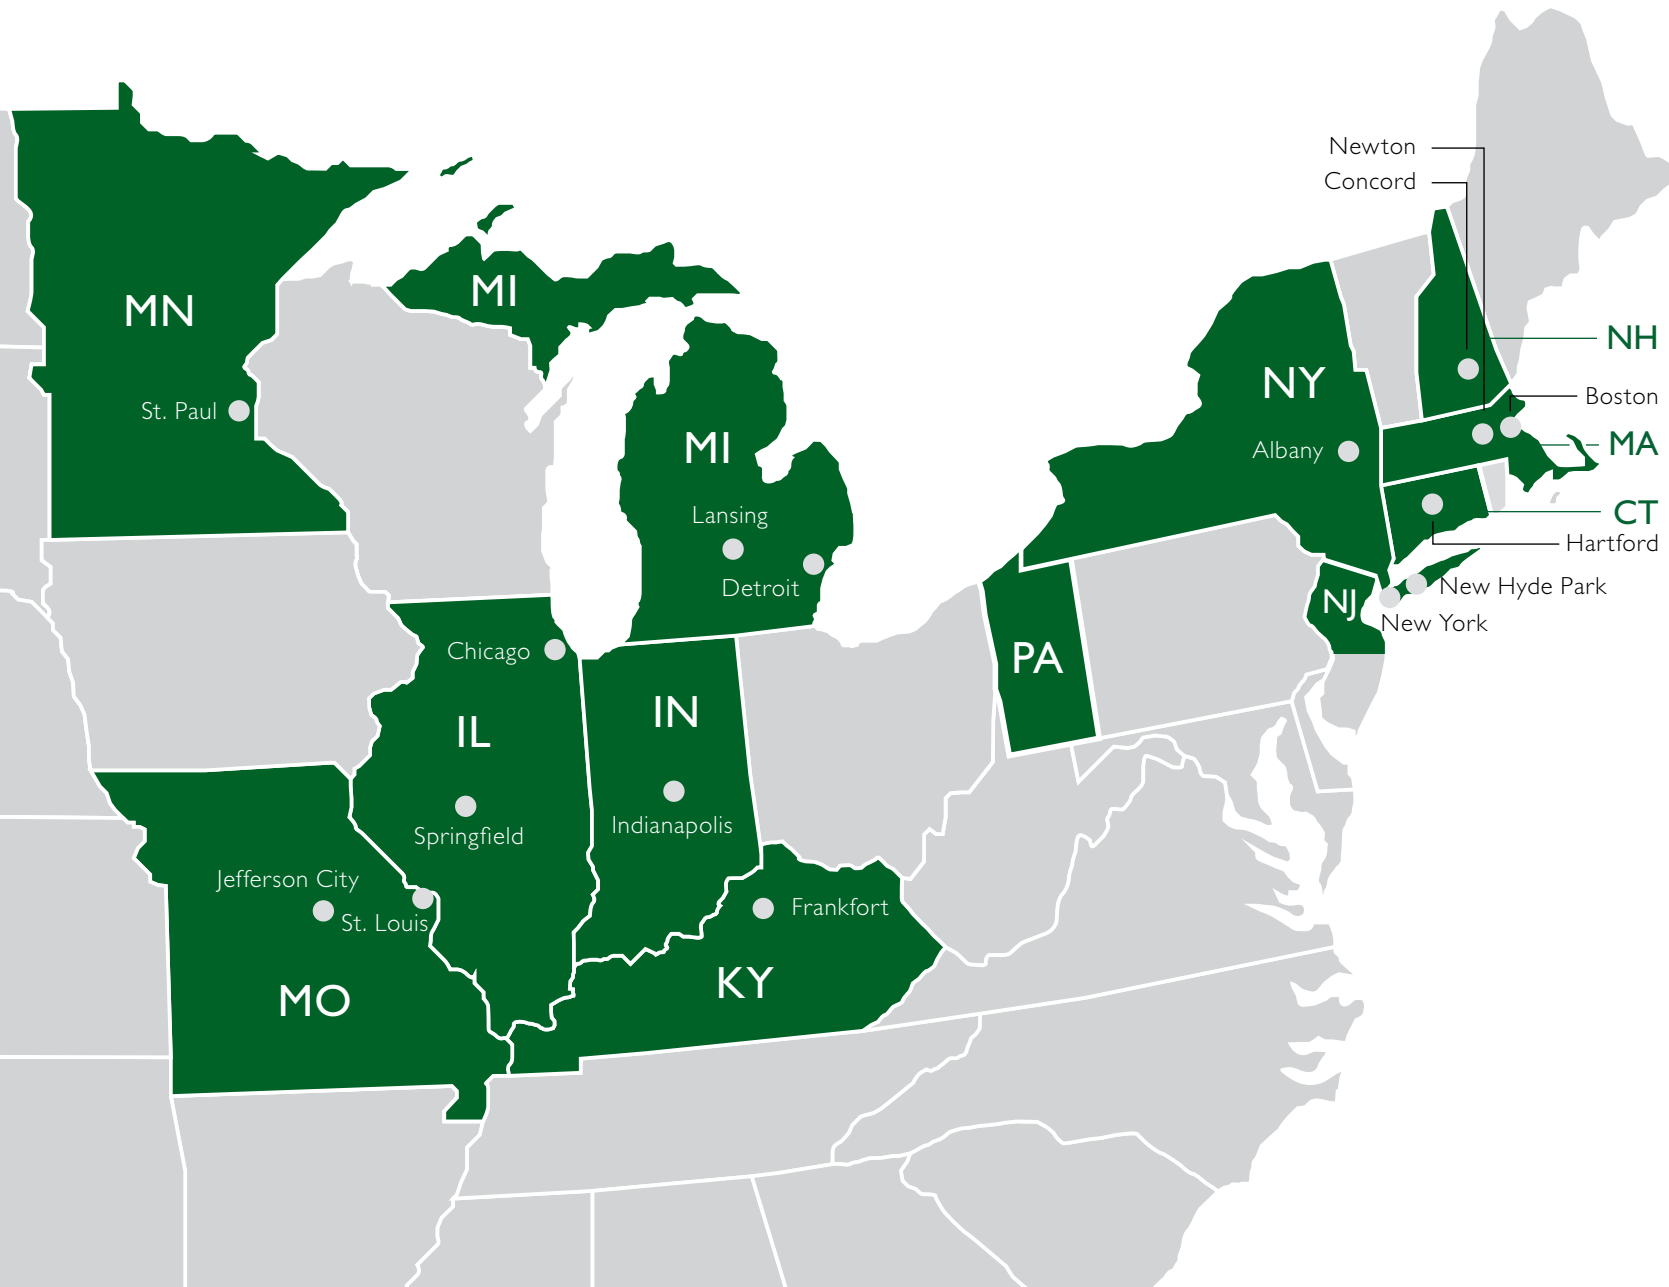 Newton
Concord
MI
MN
NH
NY
Boston
St. Paul
MI
Albany
MA
Lansing
CT
Hartford
Detroit
New Hyde Park
NJ
New York
Chicago
PA
IN
IL
Indianapolis
Springfield
Jefferson City
Frankfort
St. Louis
KY
MO